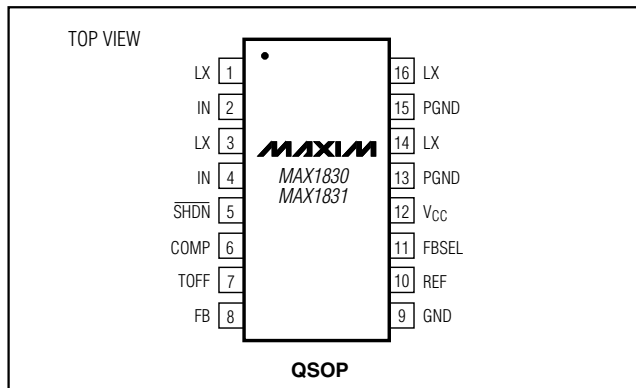 TOP VIEW
LX 1
IN 2
LX 3
IN 4
SHDN 5
COMP 6
TOFF 7
FB 8
MAXIM
MAX1830
MAX1831
16 LX
15 PGND
14 LX
13 PGND
12 VCC
11 FBSEL
10 REF
9 GND
QSOP